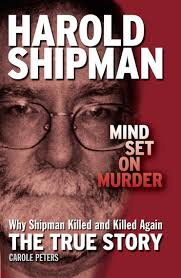 HAROLD
SHIPMAN
MIND
SET
ON
MURDER
Why Shipman Killed and Killed Again
THE TRUE STORY
CAROLE PETERS